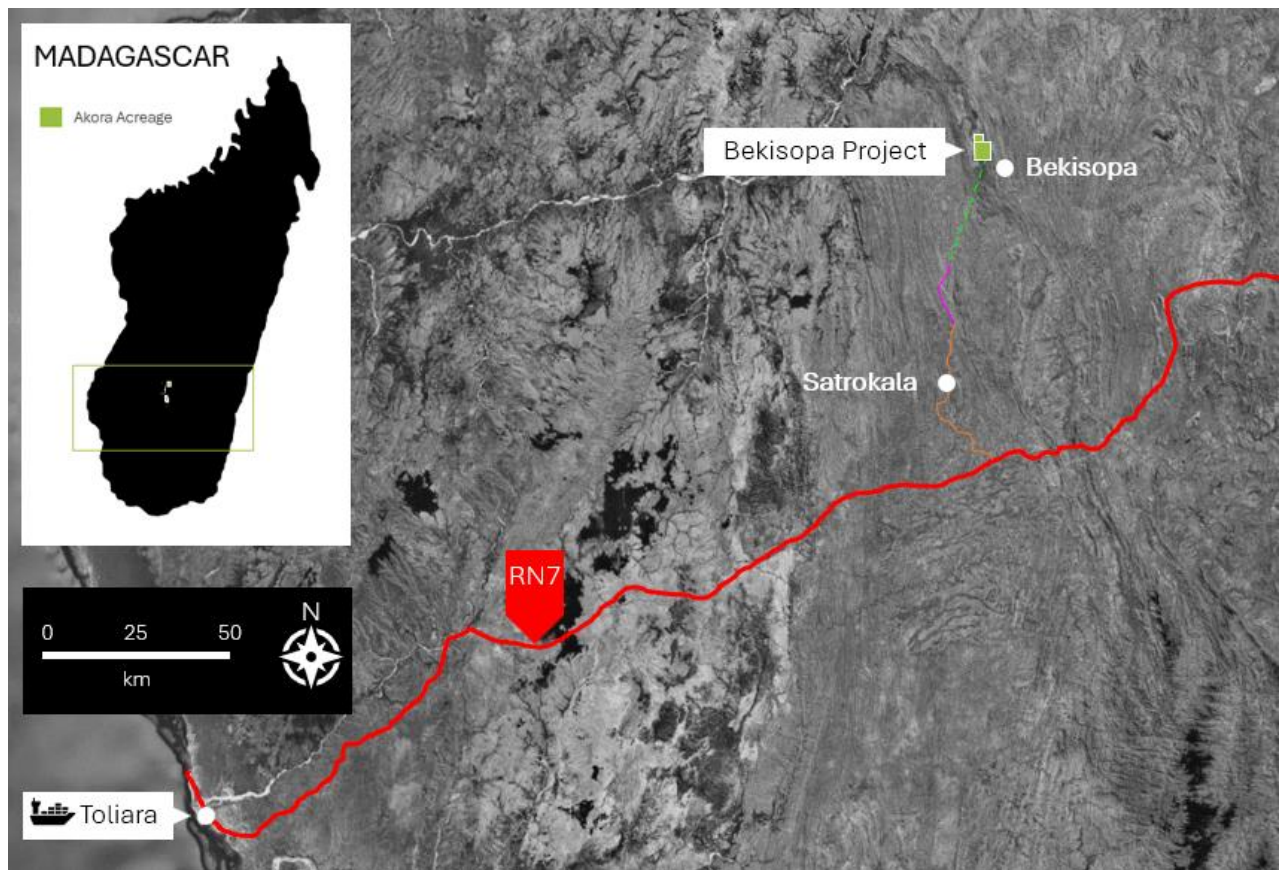 MADAGASCAR
Akora Acreage
Bekisopa Project
Bekisopa
Satrokala
RN7
N
0 25 50
km
Toliara